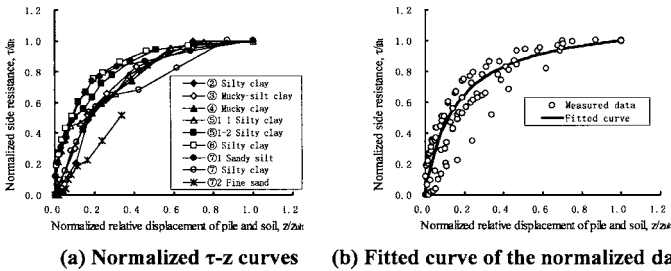 Normalized side resistance, τ/τult
1.2
1.0
0.8
0.6
0.4
0.2
0.0
② Silty clay
③ Mucky-silt clay
④ Mucky clay
⑤1-1 Silty clay
⑤1-2 Silty clay
⑥ Silty clay
⑦1 Sandy silt
⑦ Silty clay
⑦2 Fine sand
0.0 0.2 0.4 0.6 0.8 1.0 1.2
Normalized relative displacement of pile and soil, z/zult
(a) Normalized τ-z curves
Normalized side resistance, τ/τult
1.2
1.0
0.8
0.6
0.4
0.2
0.0
Measured data
Fitted curve
0.0 0.2 0.4 0.6 0.8 1.0 1.2
Normalized relative displacement of pile and soil, z/zult
(b) Fitted curve of the normalized da